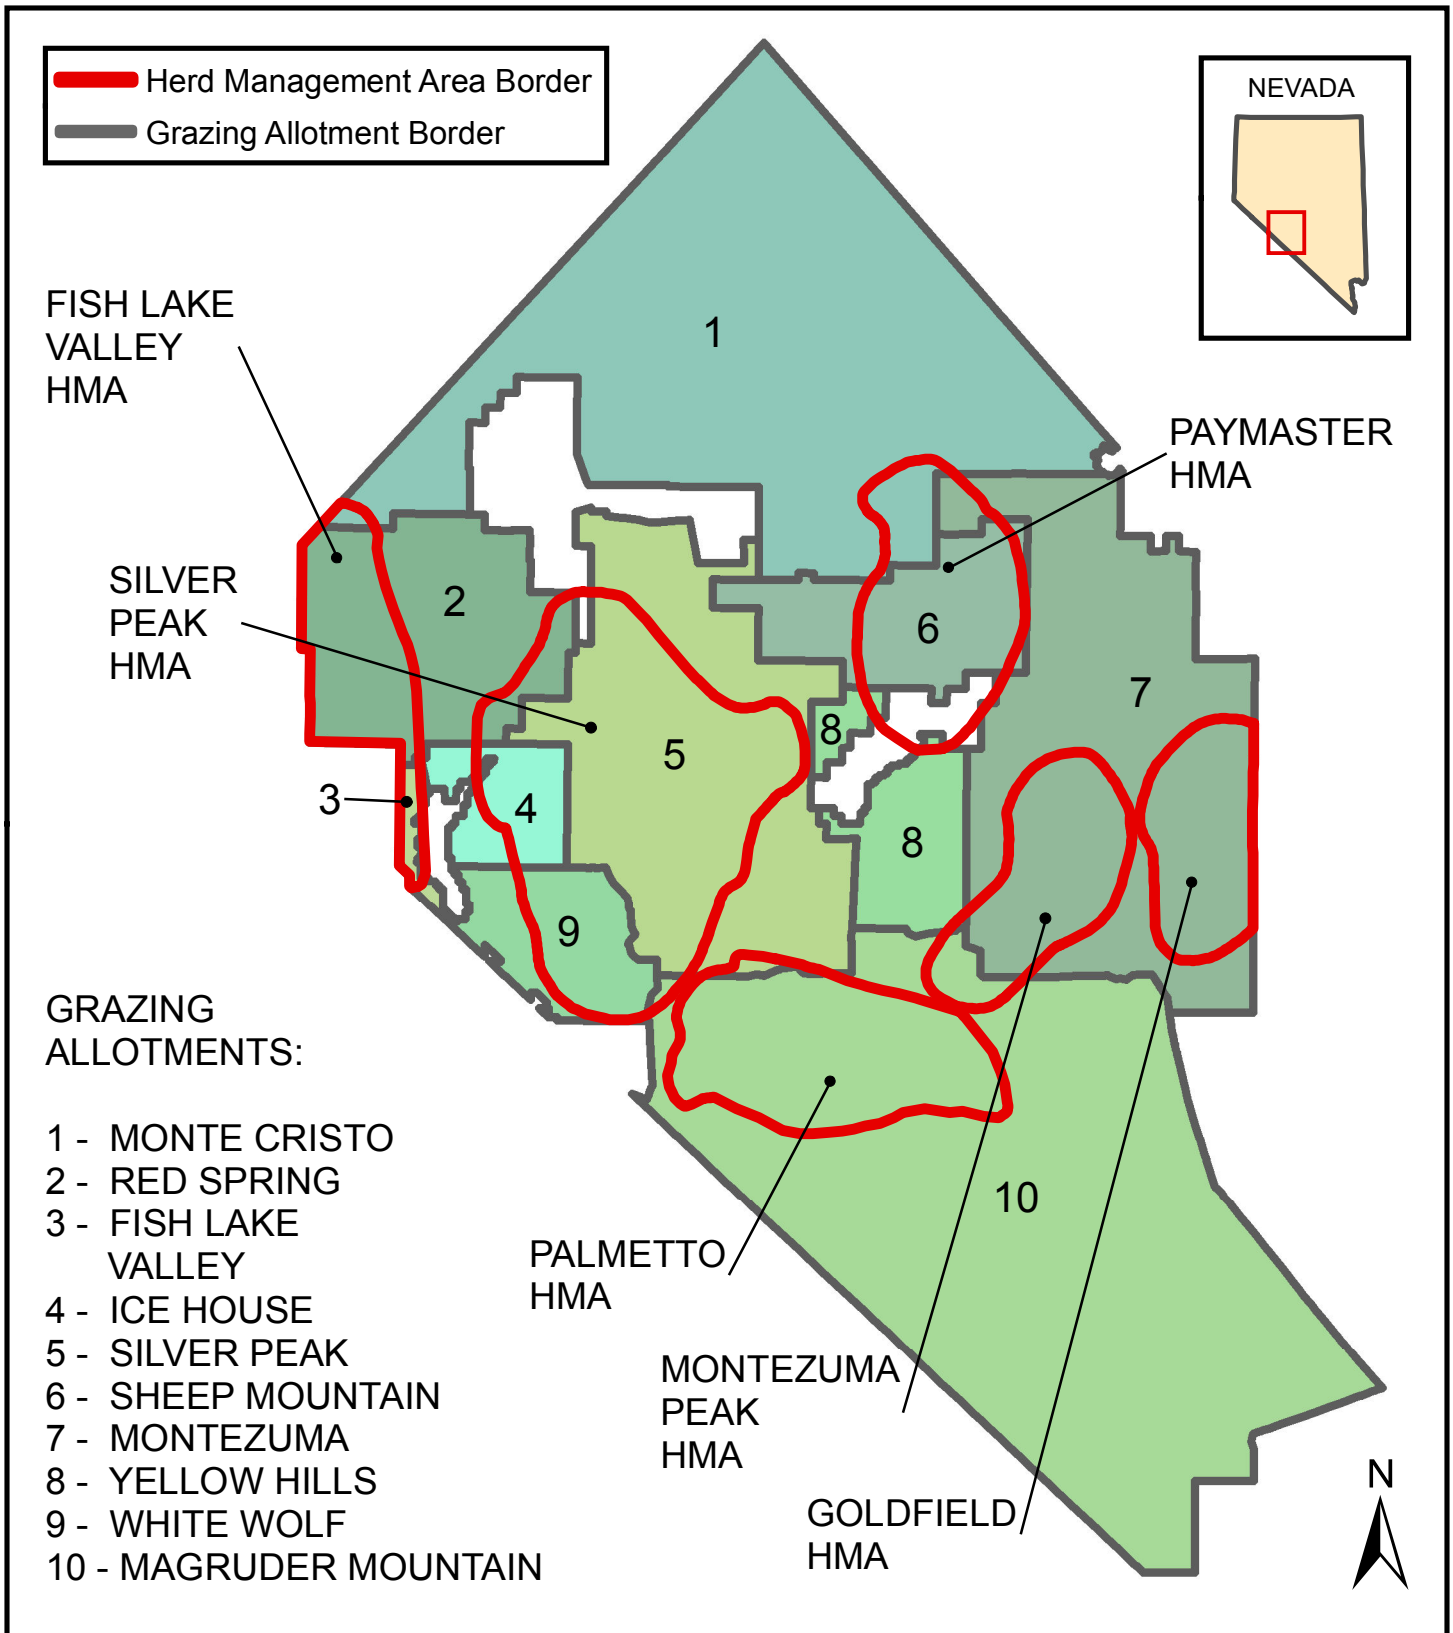 Herd Management Area Border
Grazing Allotment Border
NEVADA
FISH LAKE
VALLEY
HMA
1
PAYMASTER
HMA
SILVER
PEAK
HMA
2
6
7
8
5
3
4
8
9
GRAZING
ALLOTMENTS:
1 - MONTE CRISTO
2 - RED SPRING
3 - FISH LAKE
VALLEY
4 - ICE HOUSE
5 - SILVER PEAK
6 - SHEEP MOUNTAIN
7 - MONTEZUMA
8 - YELLOW HILLS
9 - WHITE WOLF
10 - MAGRUDER MOUNTAIN
10
PALMETTO
HMA
MONTEZUMA
PEAK
HMA
GOLDFIELD
HMA
N